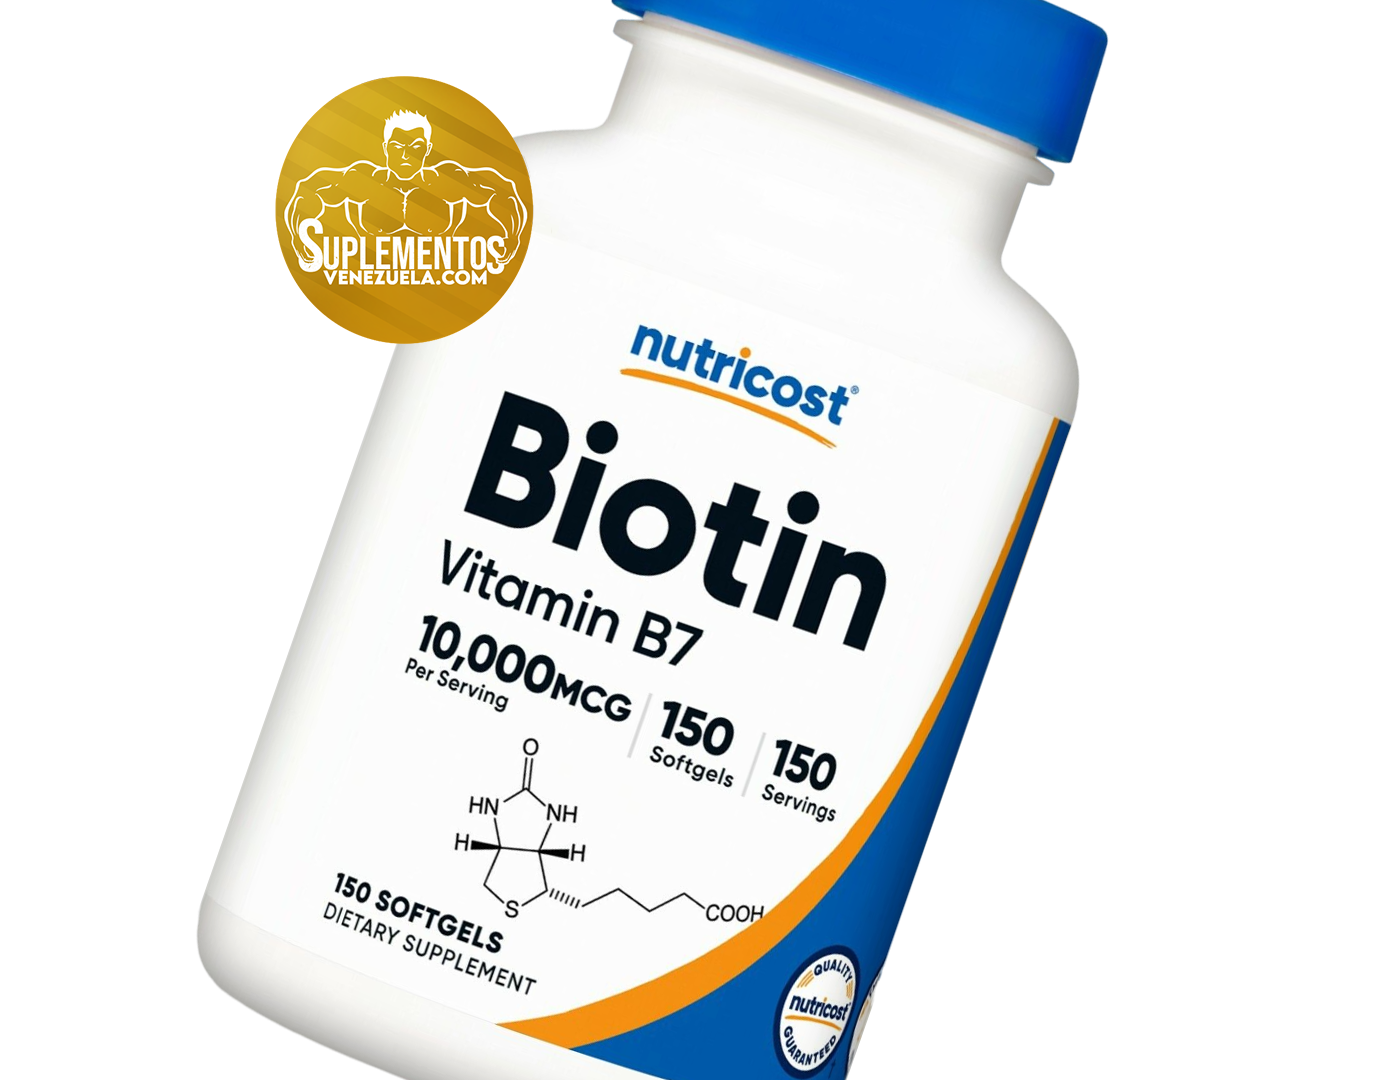 SUPLEMENTOS
VENEZUELA.COM
nutricost®
Biotin
Vitamin B7
10,000MCG
Per Serving
150
Softgels
150
Servings
O
HN
NH
H
H
S
COOH
150 SOFTGELS
DIETARY SUPPLEMENT
QUALITY
nutricost
GUARANTEED